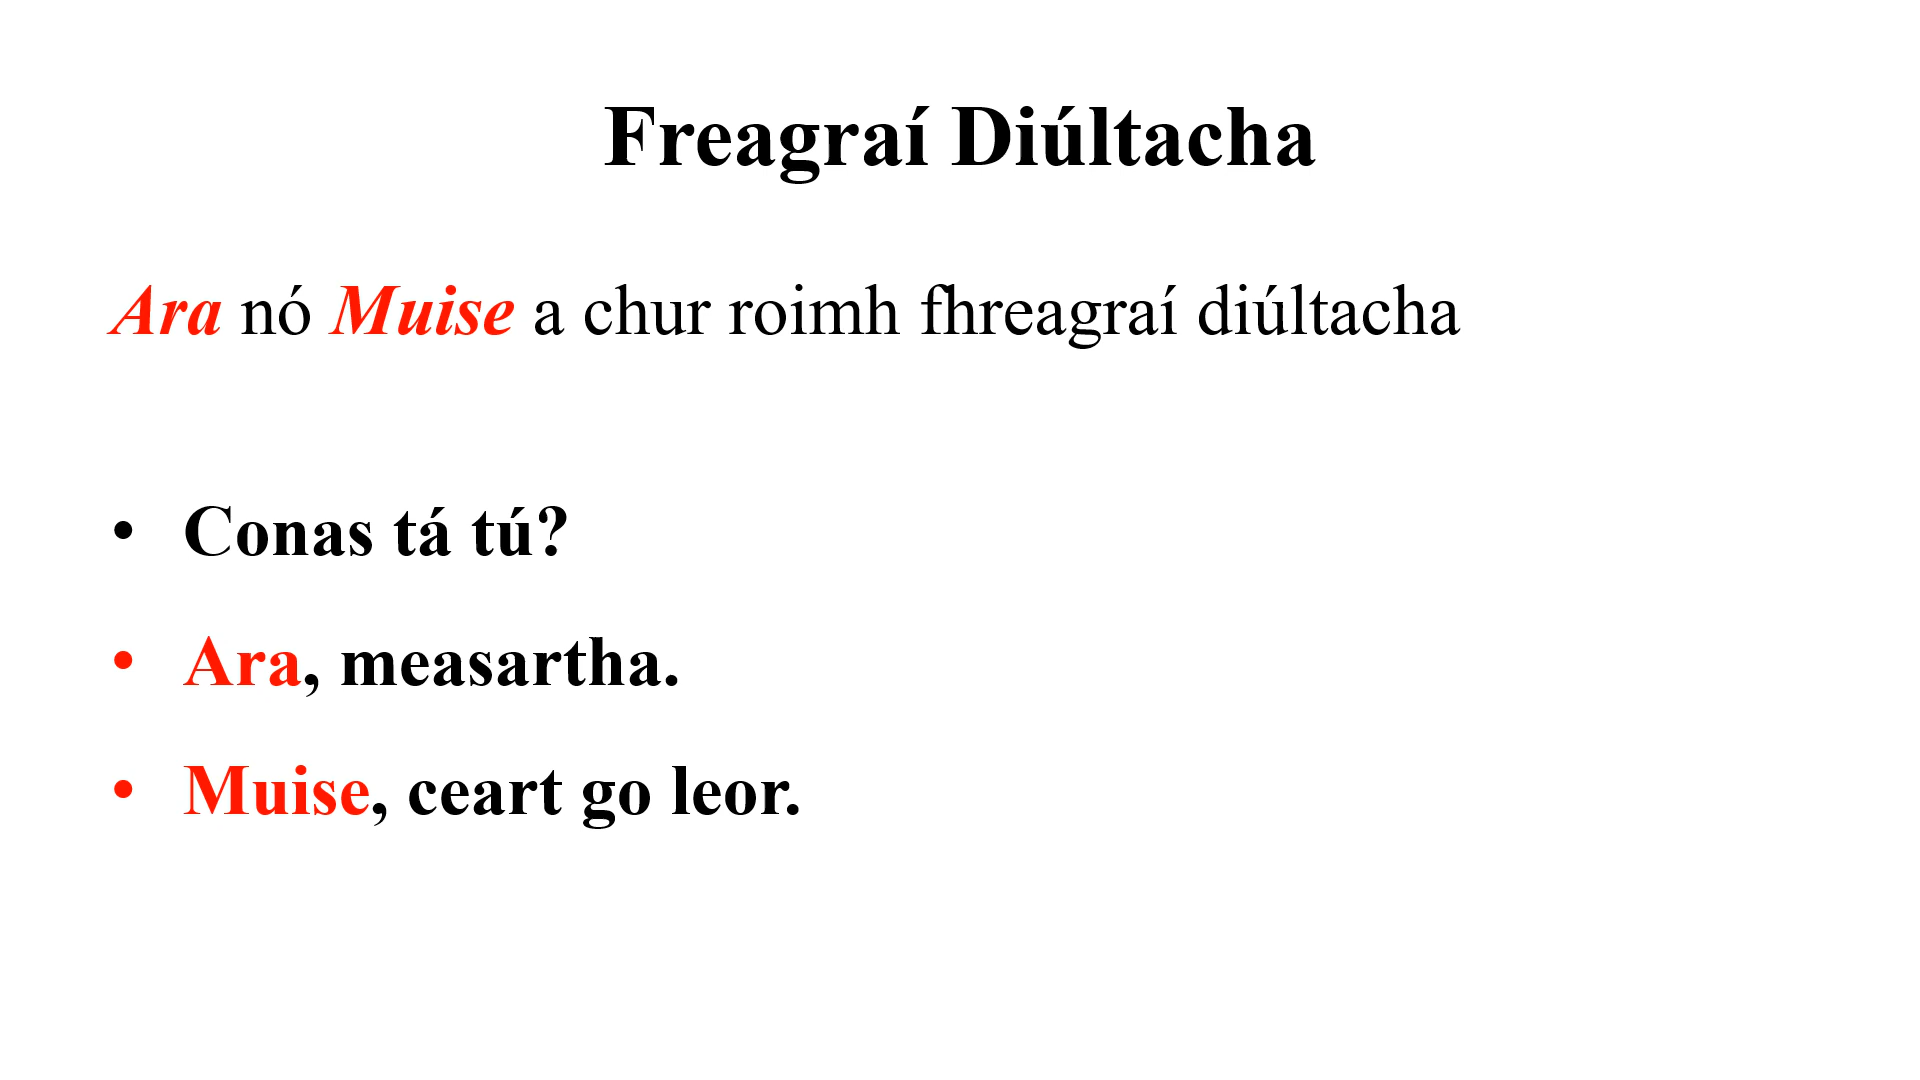 Freagraí Diúltacha
Ara nó Muise a chur roimh fhreagraí diúltacha
• Conas tá tú?
• Ara, measartha.
• Muise, ceart go leor.